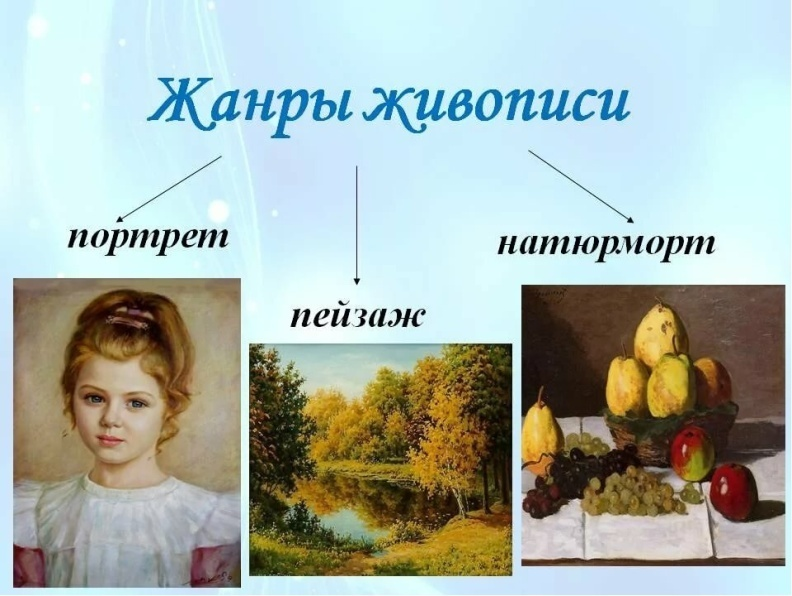 Жанры живописи
портрет
натюрморт
пейзаж